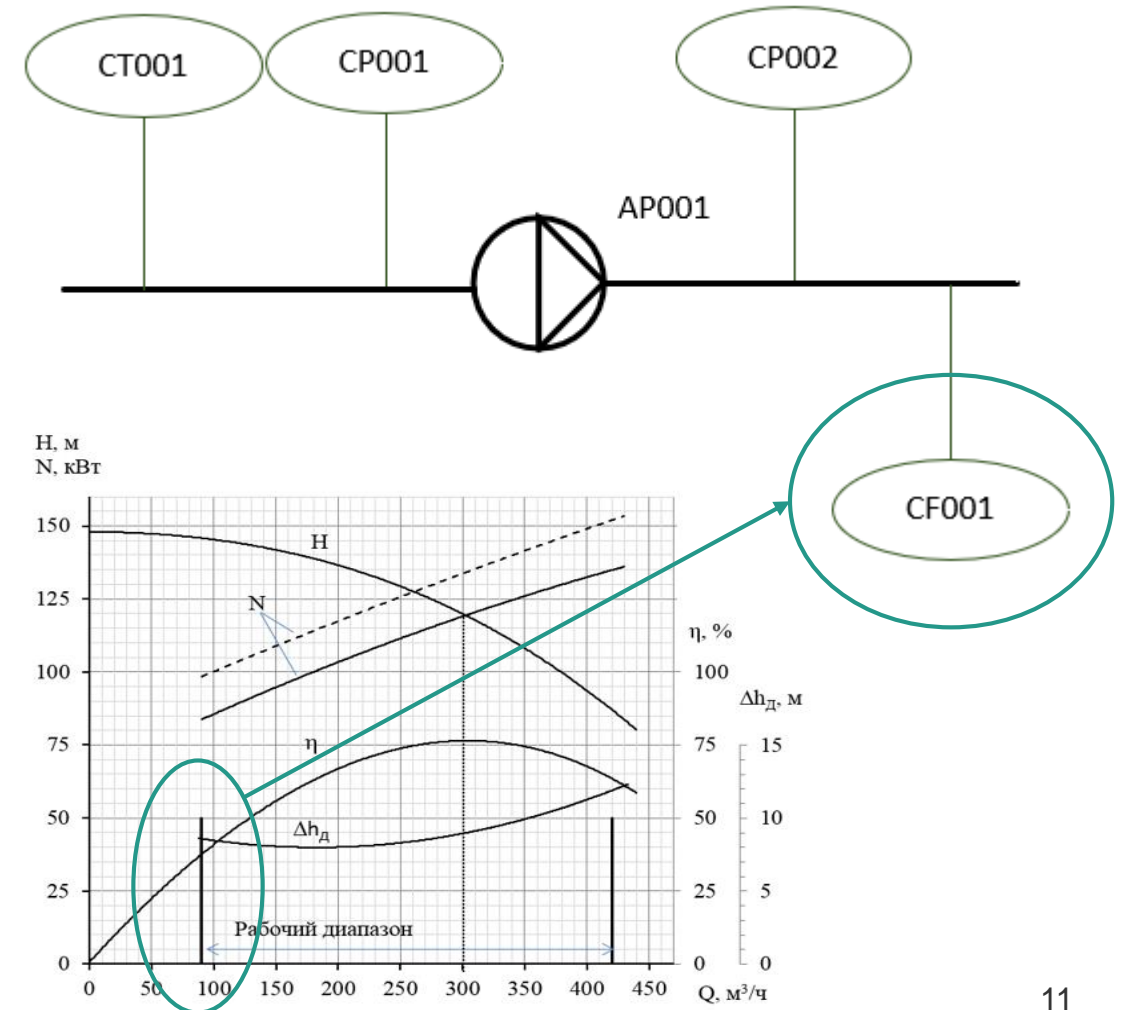 CT001
CP001
CP002
AP001
CF001
H, м
N, кВт
150
H
125
N
η, %
100
100
Δhд, м
η
75
75
15
50
50
10
Δhд
25
25
5
Рабочий диапазон
0
0
0
0 50 100 150 200 250 300 350 400 450 Q, м³/ч
11